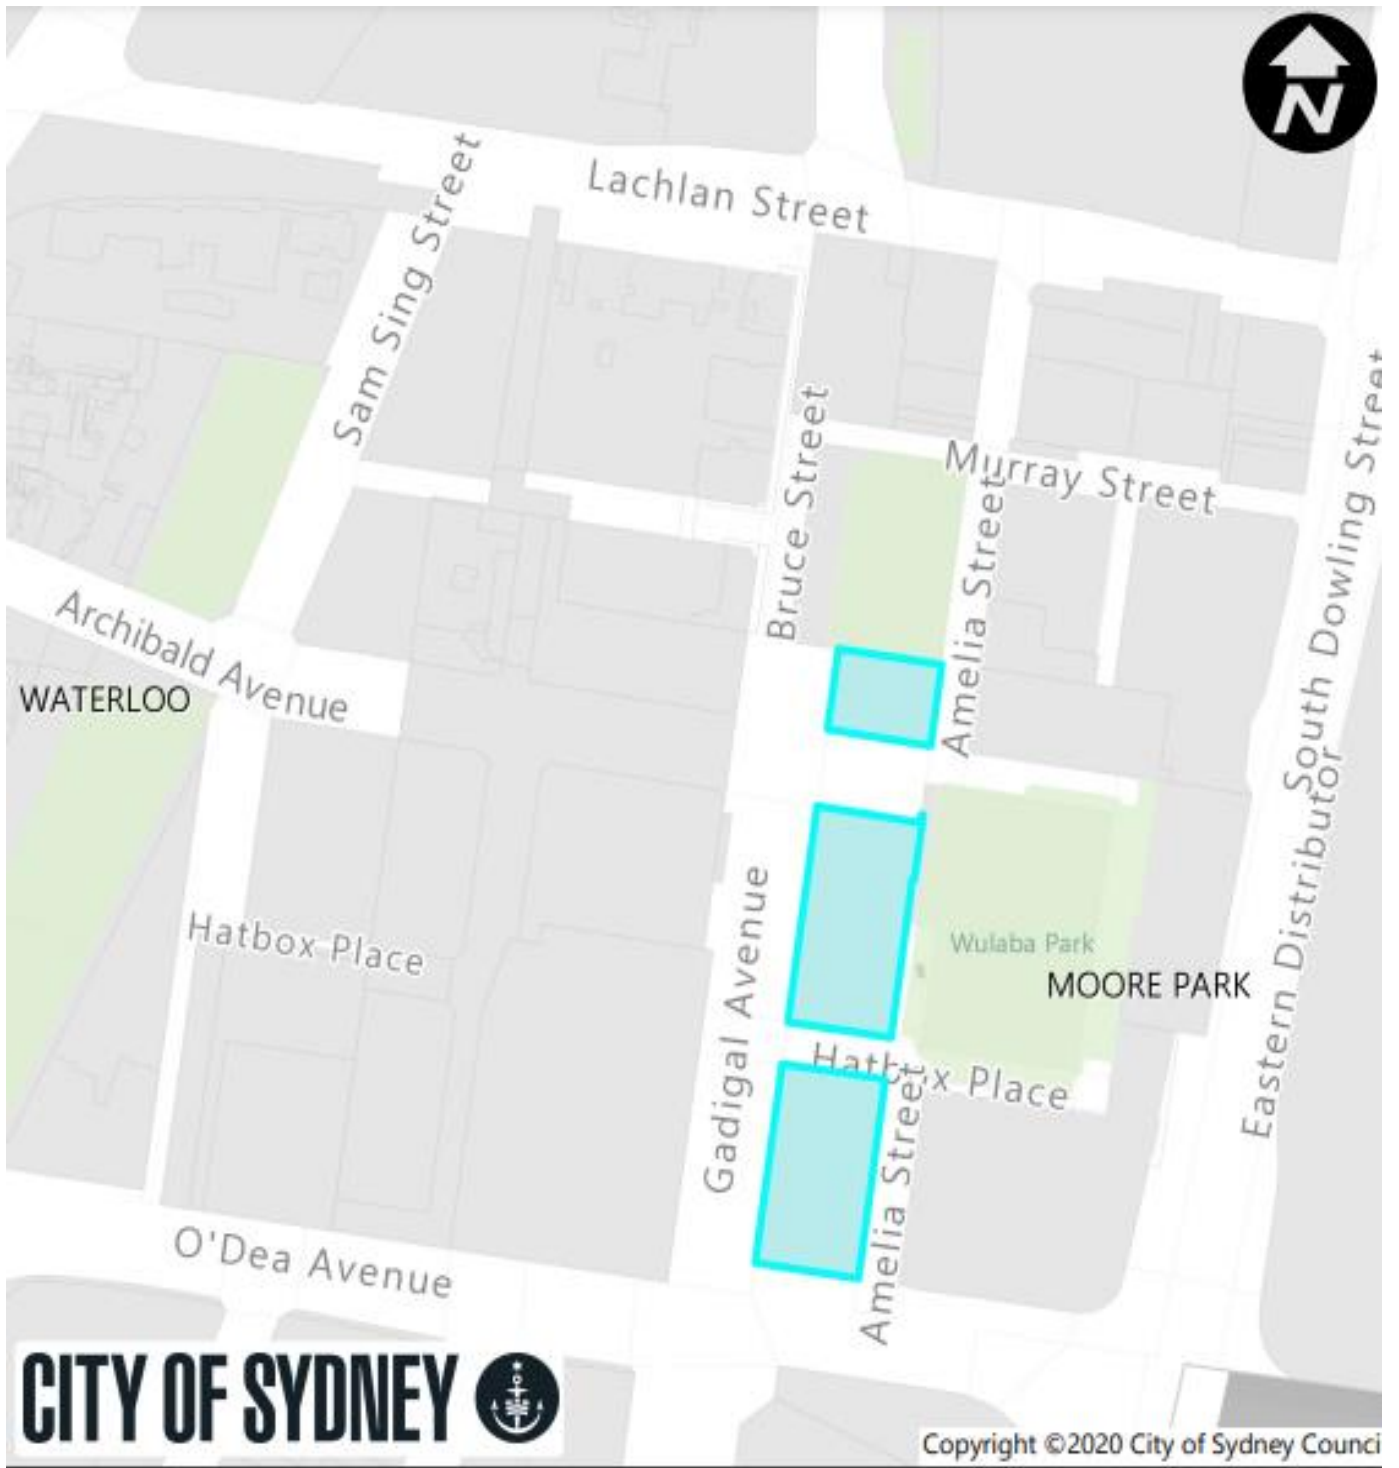 N
Lachlan Street
Sam Sing Street
Bruce Street
Murray Street
South Dowling Street
Amelia Street
Archibald Avenue
WATERLOO
Eastern Distributor
Gadigal Avenue
Hatbox Place
Wulaba Park
MOORE PARK
Hatbox Place
Amelia Street
O'Dea Avenue
CITY OF SYDNEY
Copyright ©2020 City of Sydney Counci